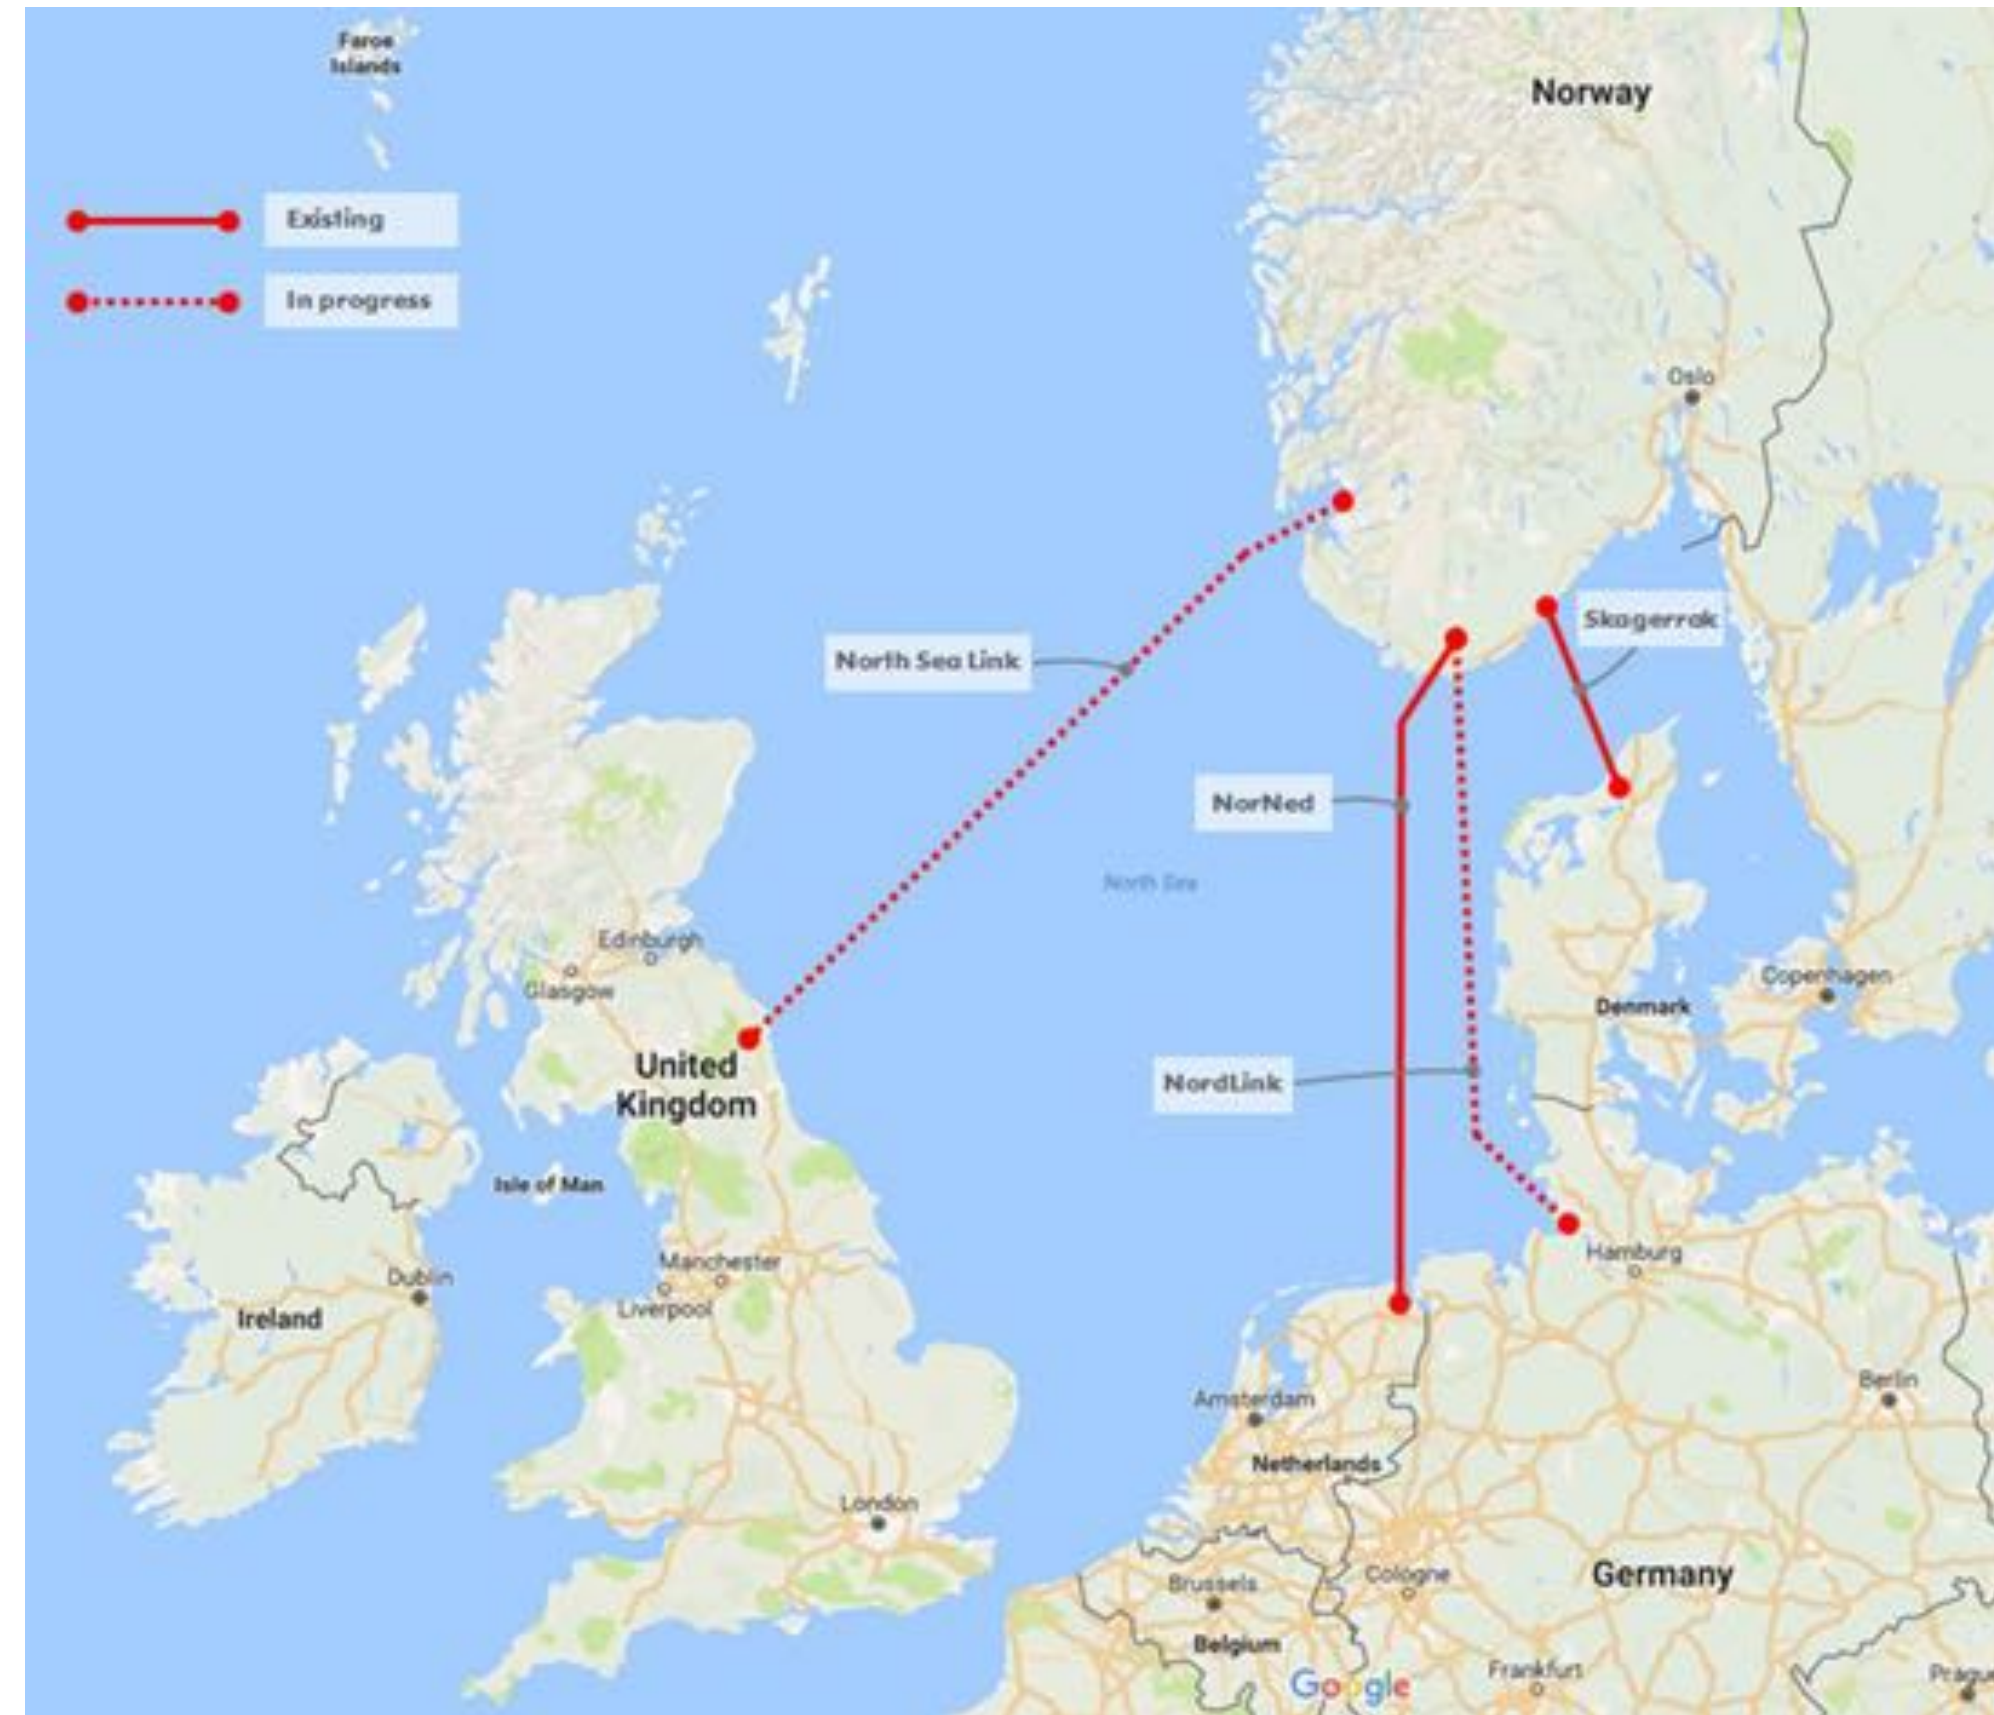 Faroe
Islands
Norway
Existing
In progress
Oslo
Skagerrak
North Sea Link
NorNed
North Sea
Edinburgh
Glasgow
Copenhagen
Denmark
United
Kingdom
NordLink
Isle of Man
Hamburg
Manchester
Liverpool
Dublin
Ireland
Berlin
Amsterdam
Netherlands
London
Cologne
Germany
Brussels
Belgium
Frankfurt
Google
Prague